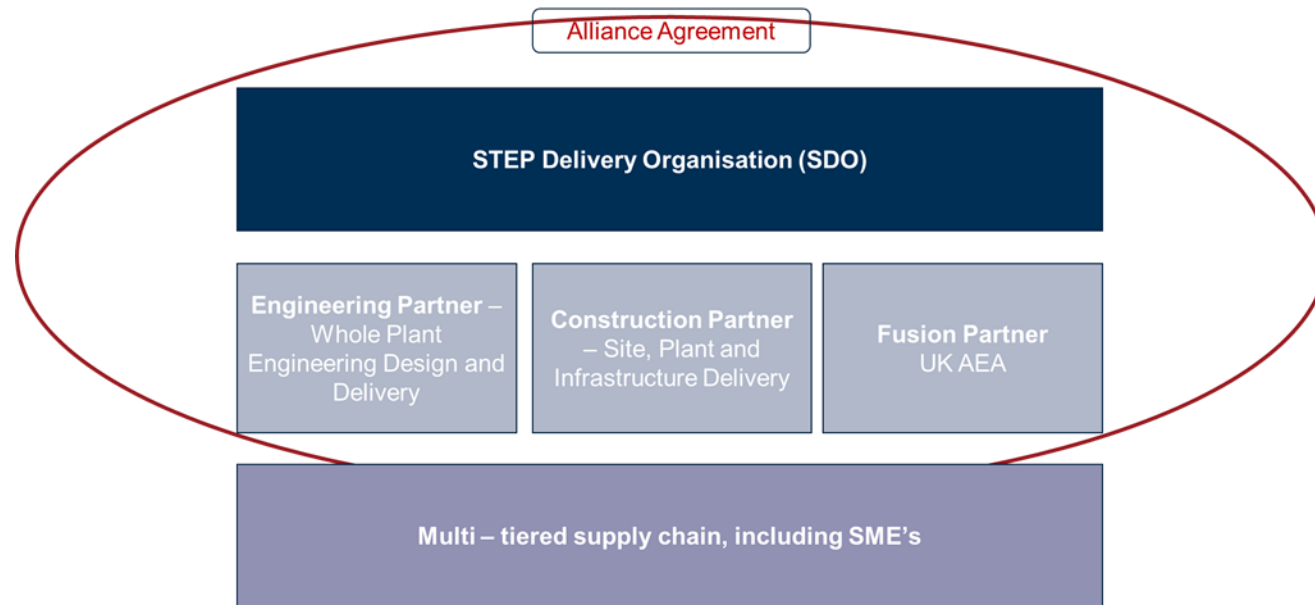 Alliance Agreement
STEP Delivery Organisation (SDO)
Engineering Partner –
Whole Plant
Engineering Design and
Delivery
Construction Partner
– Site, Plant and
Infrastructure Delivery
Fusion Partner
UK AEA
Multi – tiered supply chain, including SME's